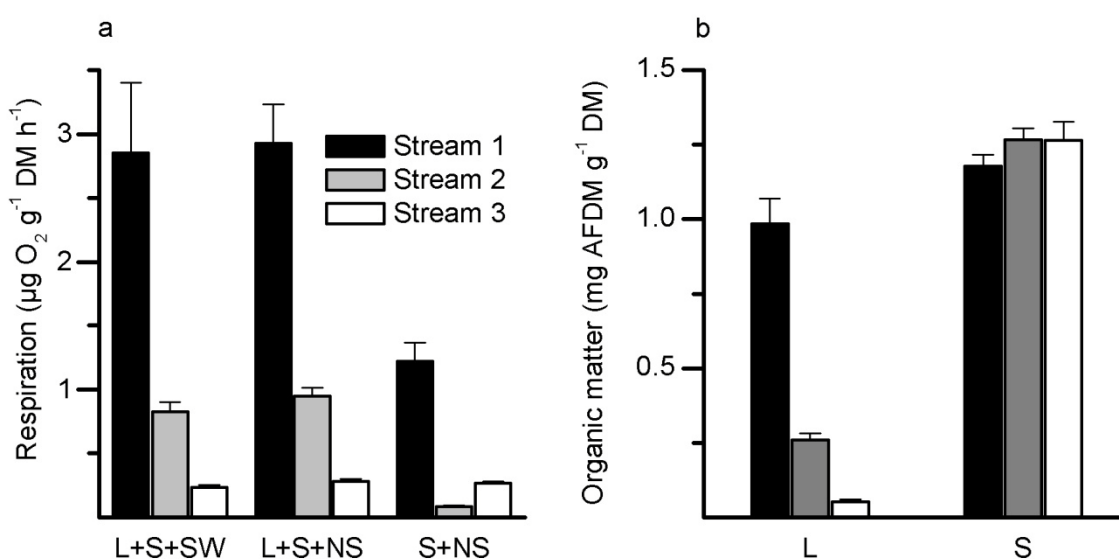 a
Respiration (µg O₂ g⁻¹ DM h⁻¹)
3
2
1
Stream 1
Stream 2
Stream 3
L+S+SW L+S+NS S+NS
b
Organic matter (mg AFDM g⁻¹ DM)
1.5
1.0
0.5
L S